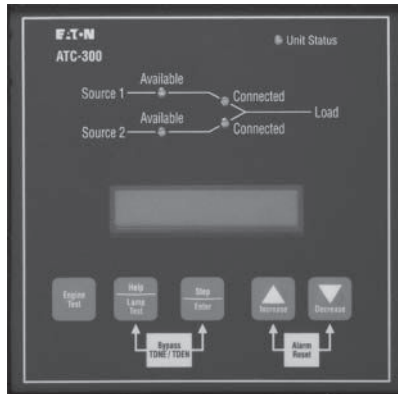 EATON
ATC-300
Unit Status
Available
Source 1
Connected
Load
Available
Source 2
Connected
Engine
Test
Help
Lamp
Test
Step
Enter
Increase
Decrease
Bypass
TDNE / TDEN
Alarm
Reset